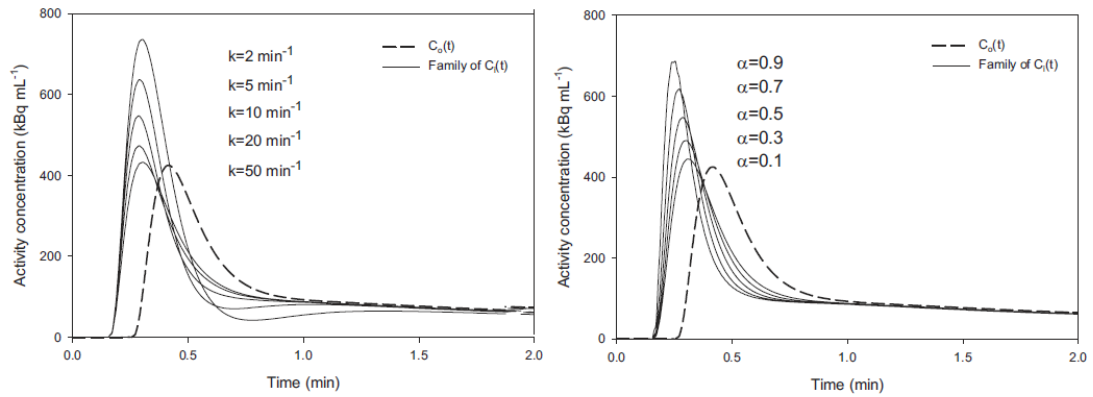 800
600
400
200
0
Activity concentration (kBq mL-1)
k=2 min-1
k=5 min-1
k=10 min-1
k=20 min-1
k=50 min-1
Co(t)
Family of Ci(t)
0.0 0.5 1.0 1.5 2.0
Time (min)
800
600
400
200
0
Activity concentration (kBq mL-1)
α=0.9
α=0.7
α=0.5
α=0.3
α=0.1
Co(t)
Family of Ci(t)
0.0 0.5 1.0 1.5 2.0
Time (min)